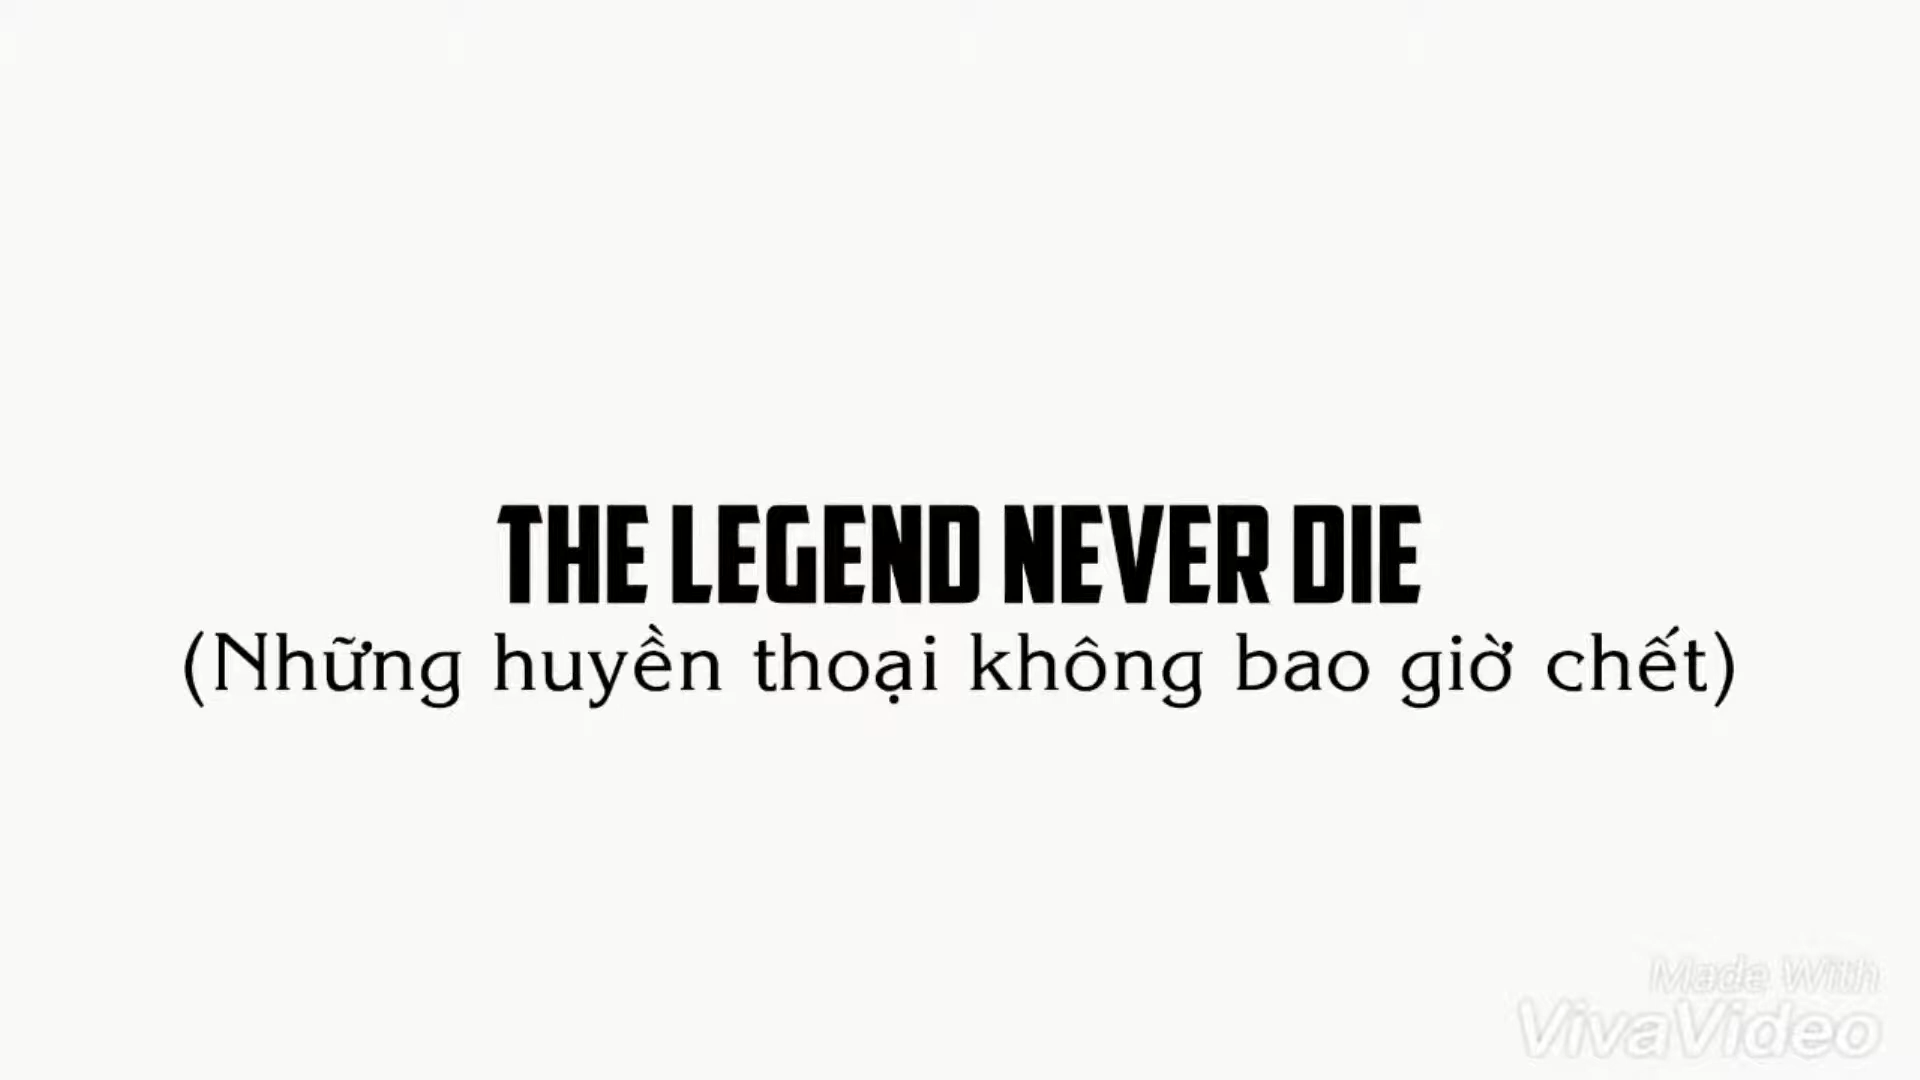 THE LEGEND NEVER DIE
(Những huyền thoại không bao giờ chết)
Made With
VivaVideo